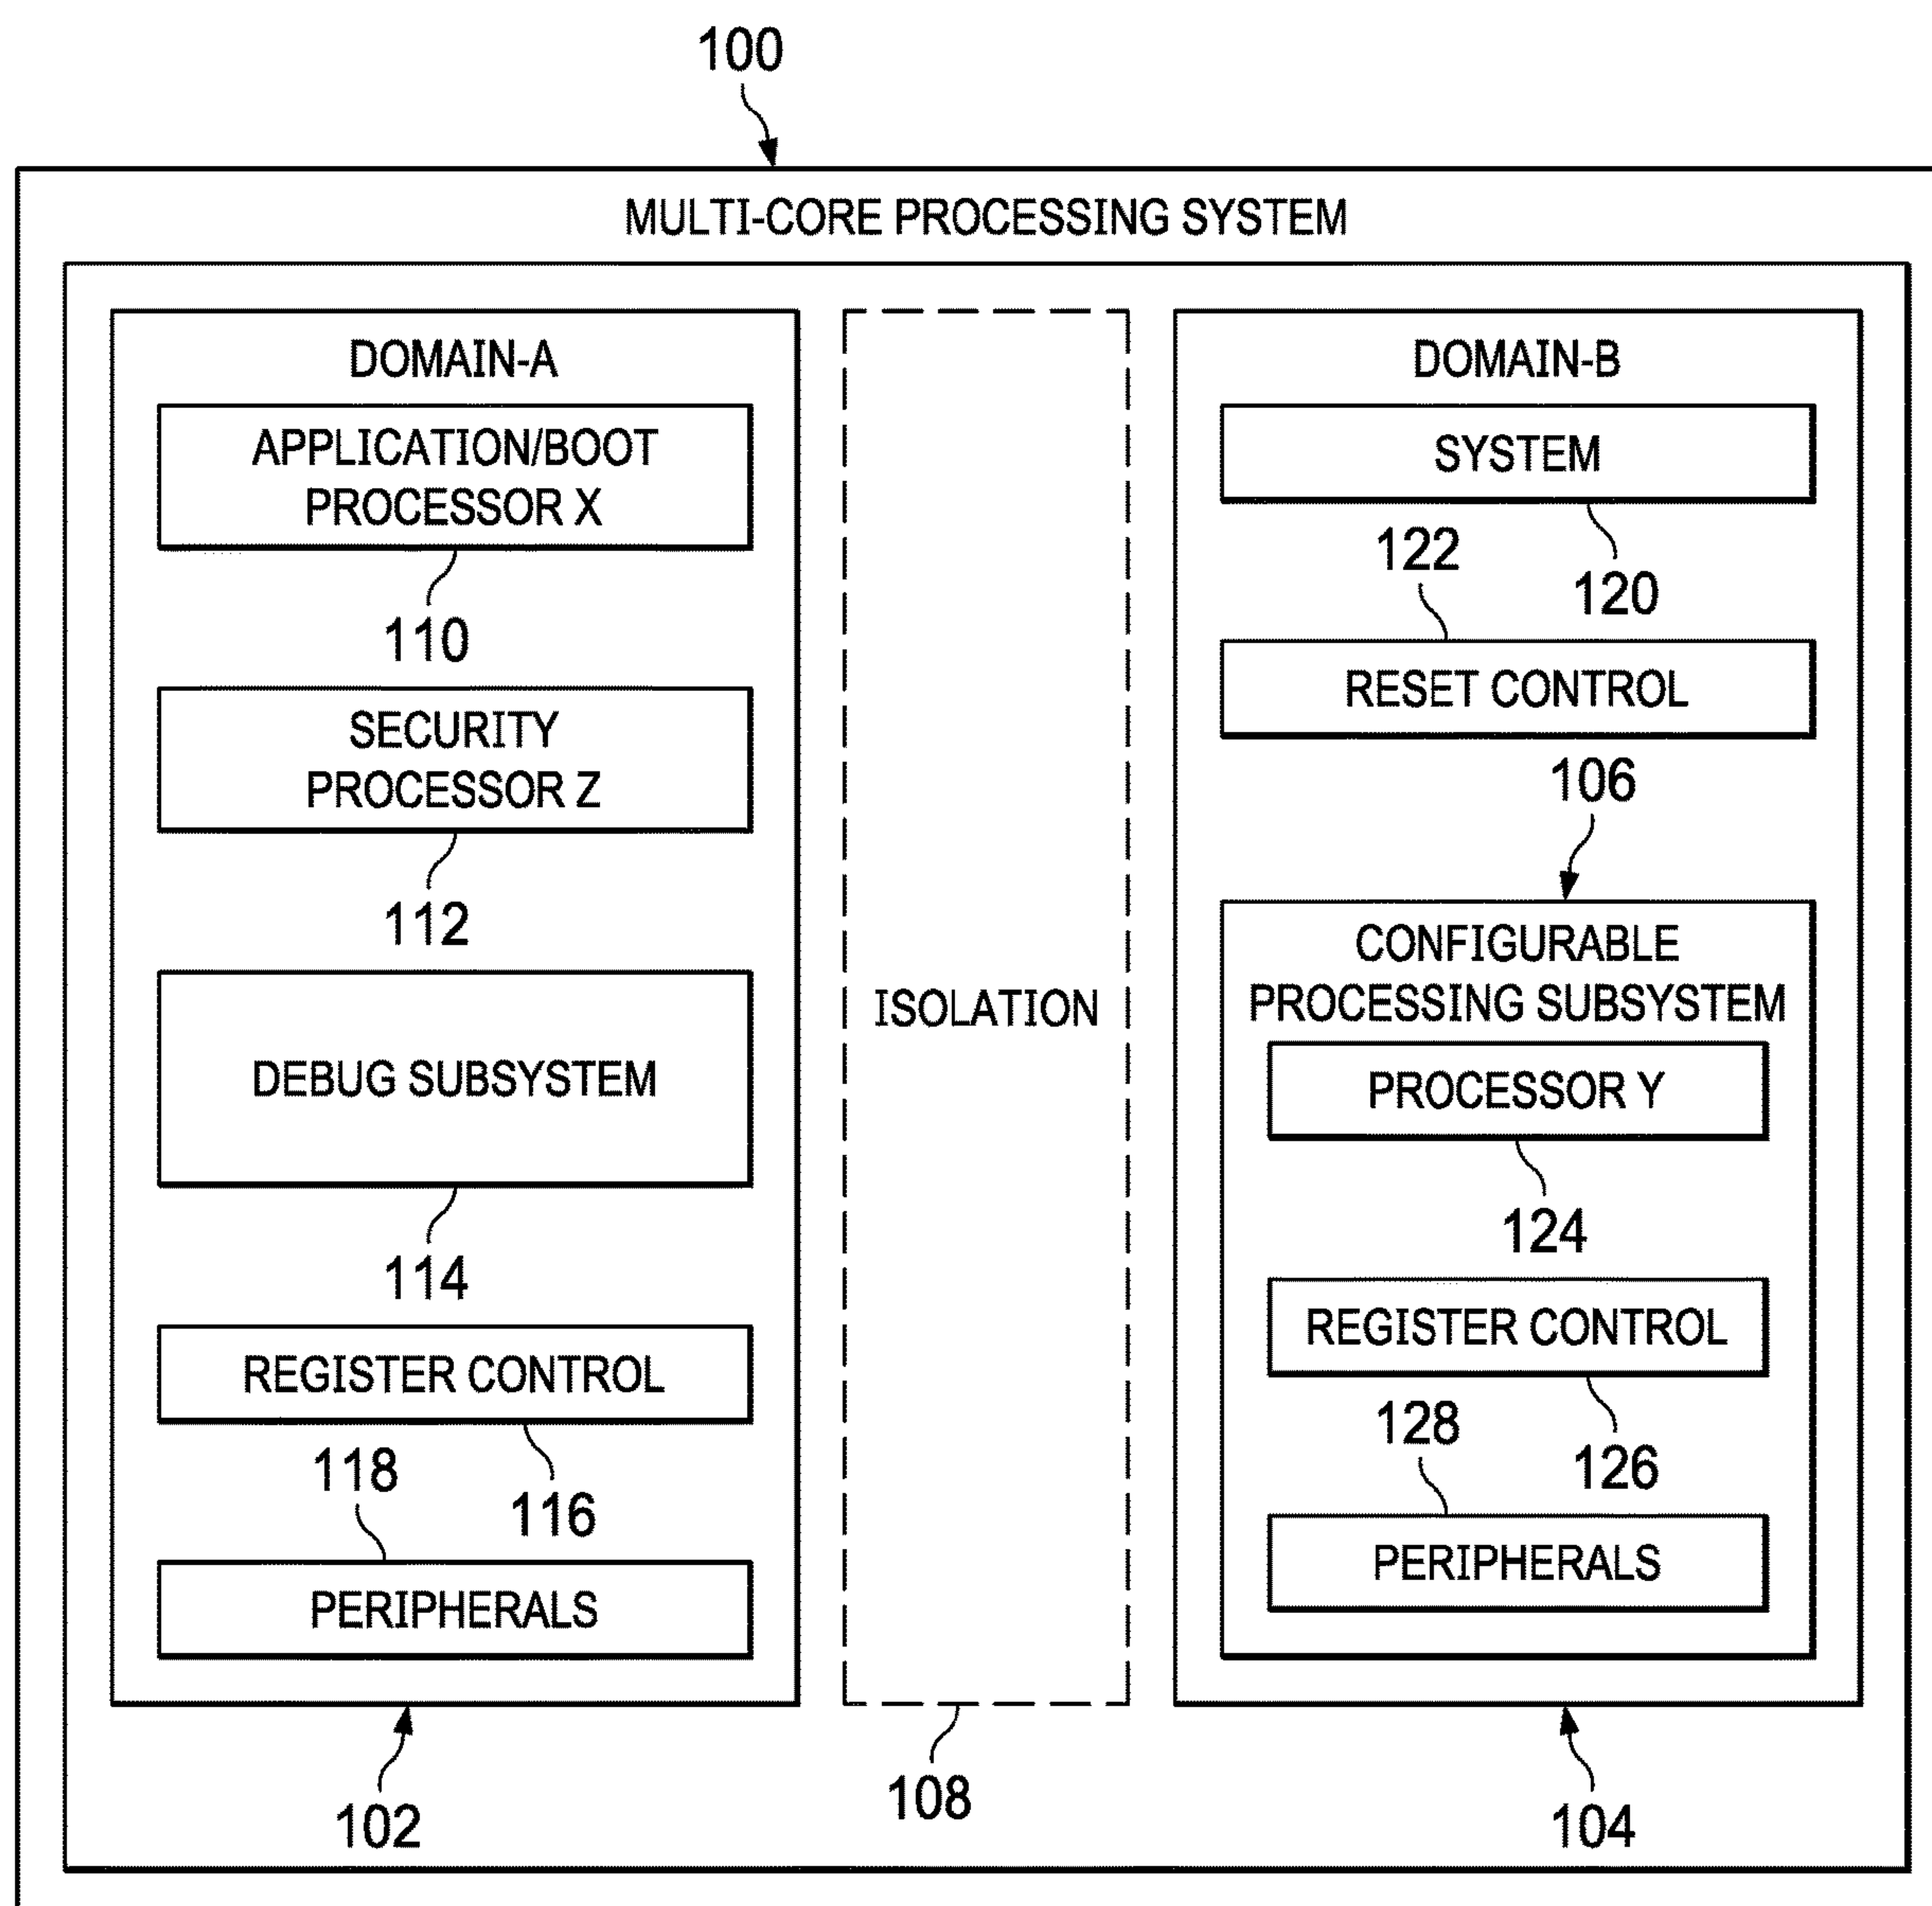 100
MULTI-CORE PROCESSING SYSTEM
DOMAIN-A
APPLICATION/BOOT
PROCESSOR X
110
SECURITY
PROCESSOR Z
112
DEBUG SUBSYSTEM
114
REGISTER CONTROL
118
116
PERIPHERALS
102
ISOLATION
108
DOMAIN-B
SYSTEM
122
120
RESET CONTROL
106
CONFIGURABLE
PROCESSING SUBSYSTEM
PROCESSOR Y
124
REGISTER CONTROL
128
126
PERIPHERALS
104